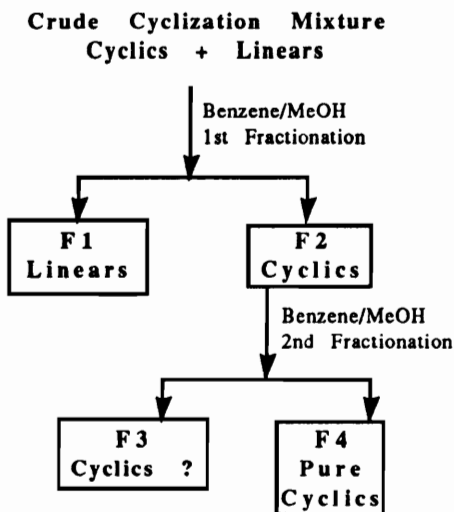 Crude Cyclization Mixture
Cyclics + Linears
Benzene/MeOH
1st Fractionation
F1
Linears
F2
Cyclics
Benzene/MeOH
2nd Fractionation
F3
Cyclics ?
F4
Pure
Cyclics